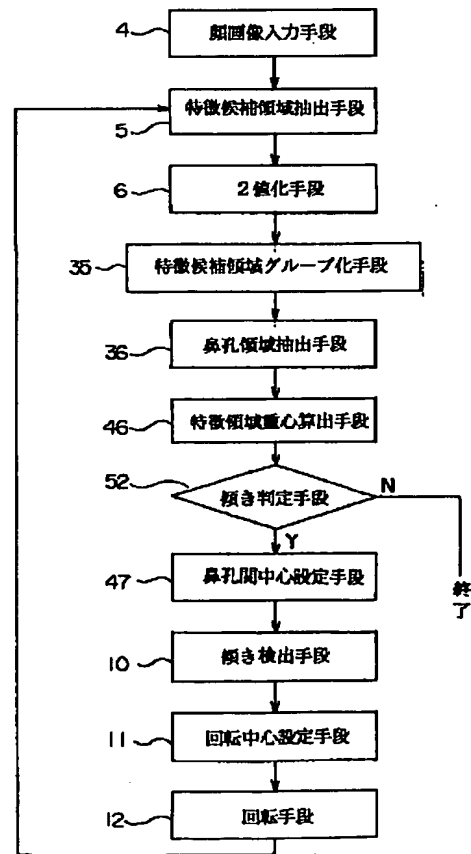 4 顔画像入力手段
特徴候補領域抽出手段
5
6 2値化手段
35 特徴候補領域グループ化手段
36 鼻孔領域抽出手段
46 特徴領域重心算出手段
52 傾き判定手段 N
Y
47 鼻孔間中心設定手段
終了
10 傾き検出手段
11 回転中心設定手段
12 回転手段